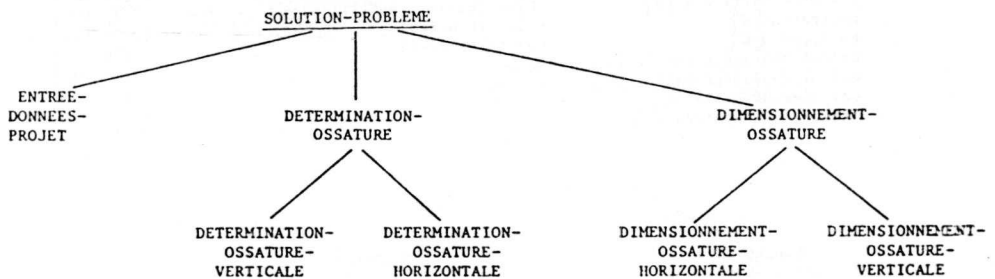 SOLUTION-PROBLEME
ENTREE-
DONNEES-
PROJET
DETERMINATION-
OSSATURE
DIMENSIONNEMENT-
OSSATURE
DETERMINATION-
OSSATURE-
VERTICALE
DETERMINATION-
OSSATURE-
HORIZONTALE
DIMENSIONNEMENT-
OSSATURE-
HORIZONTALE
DIMENSIONNEMENT-
OSSATURE-
VERTICALE